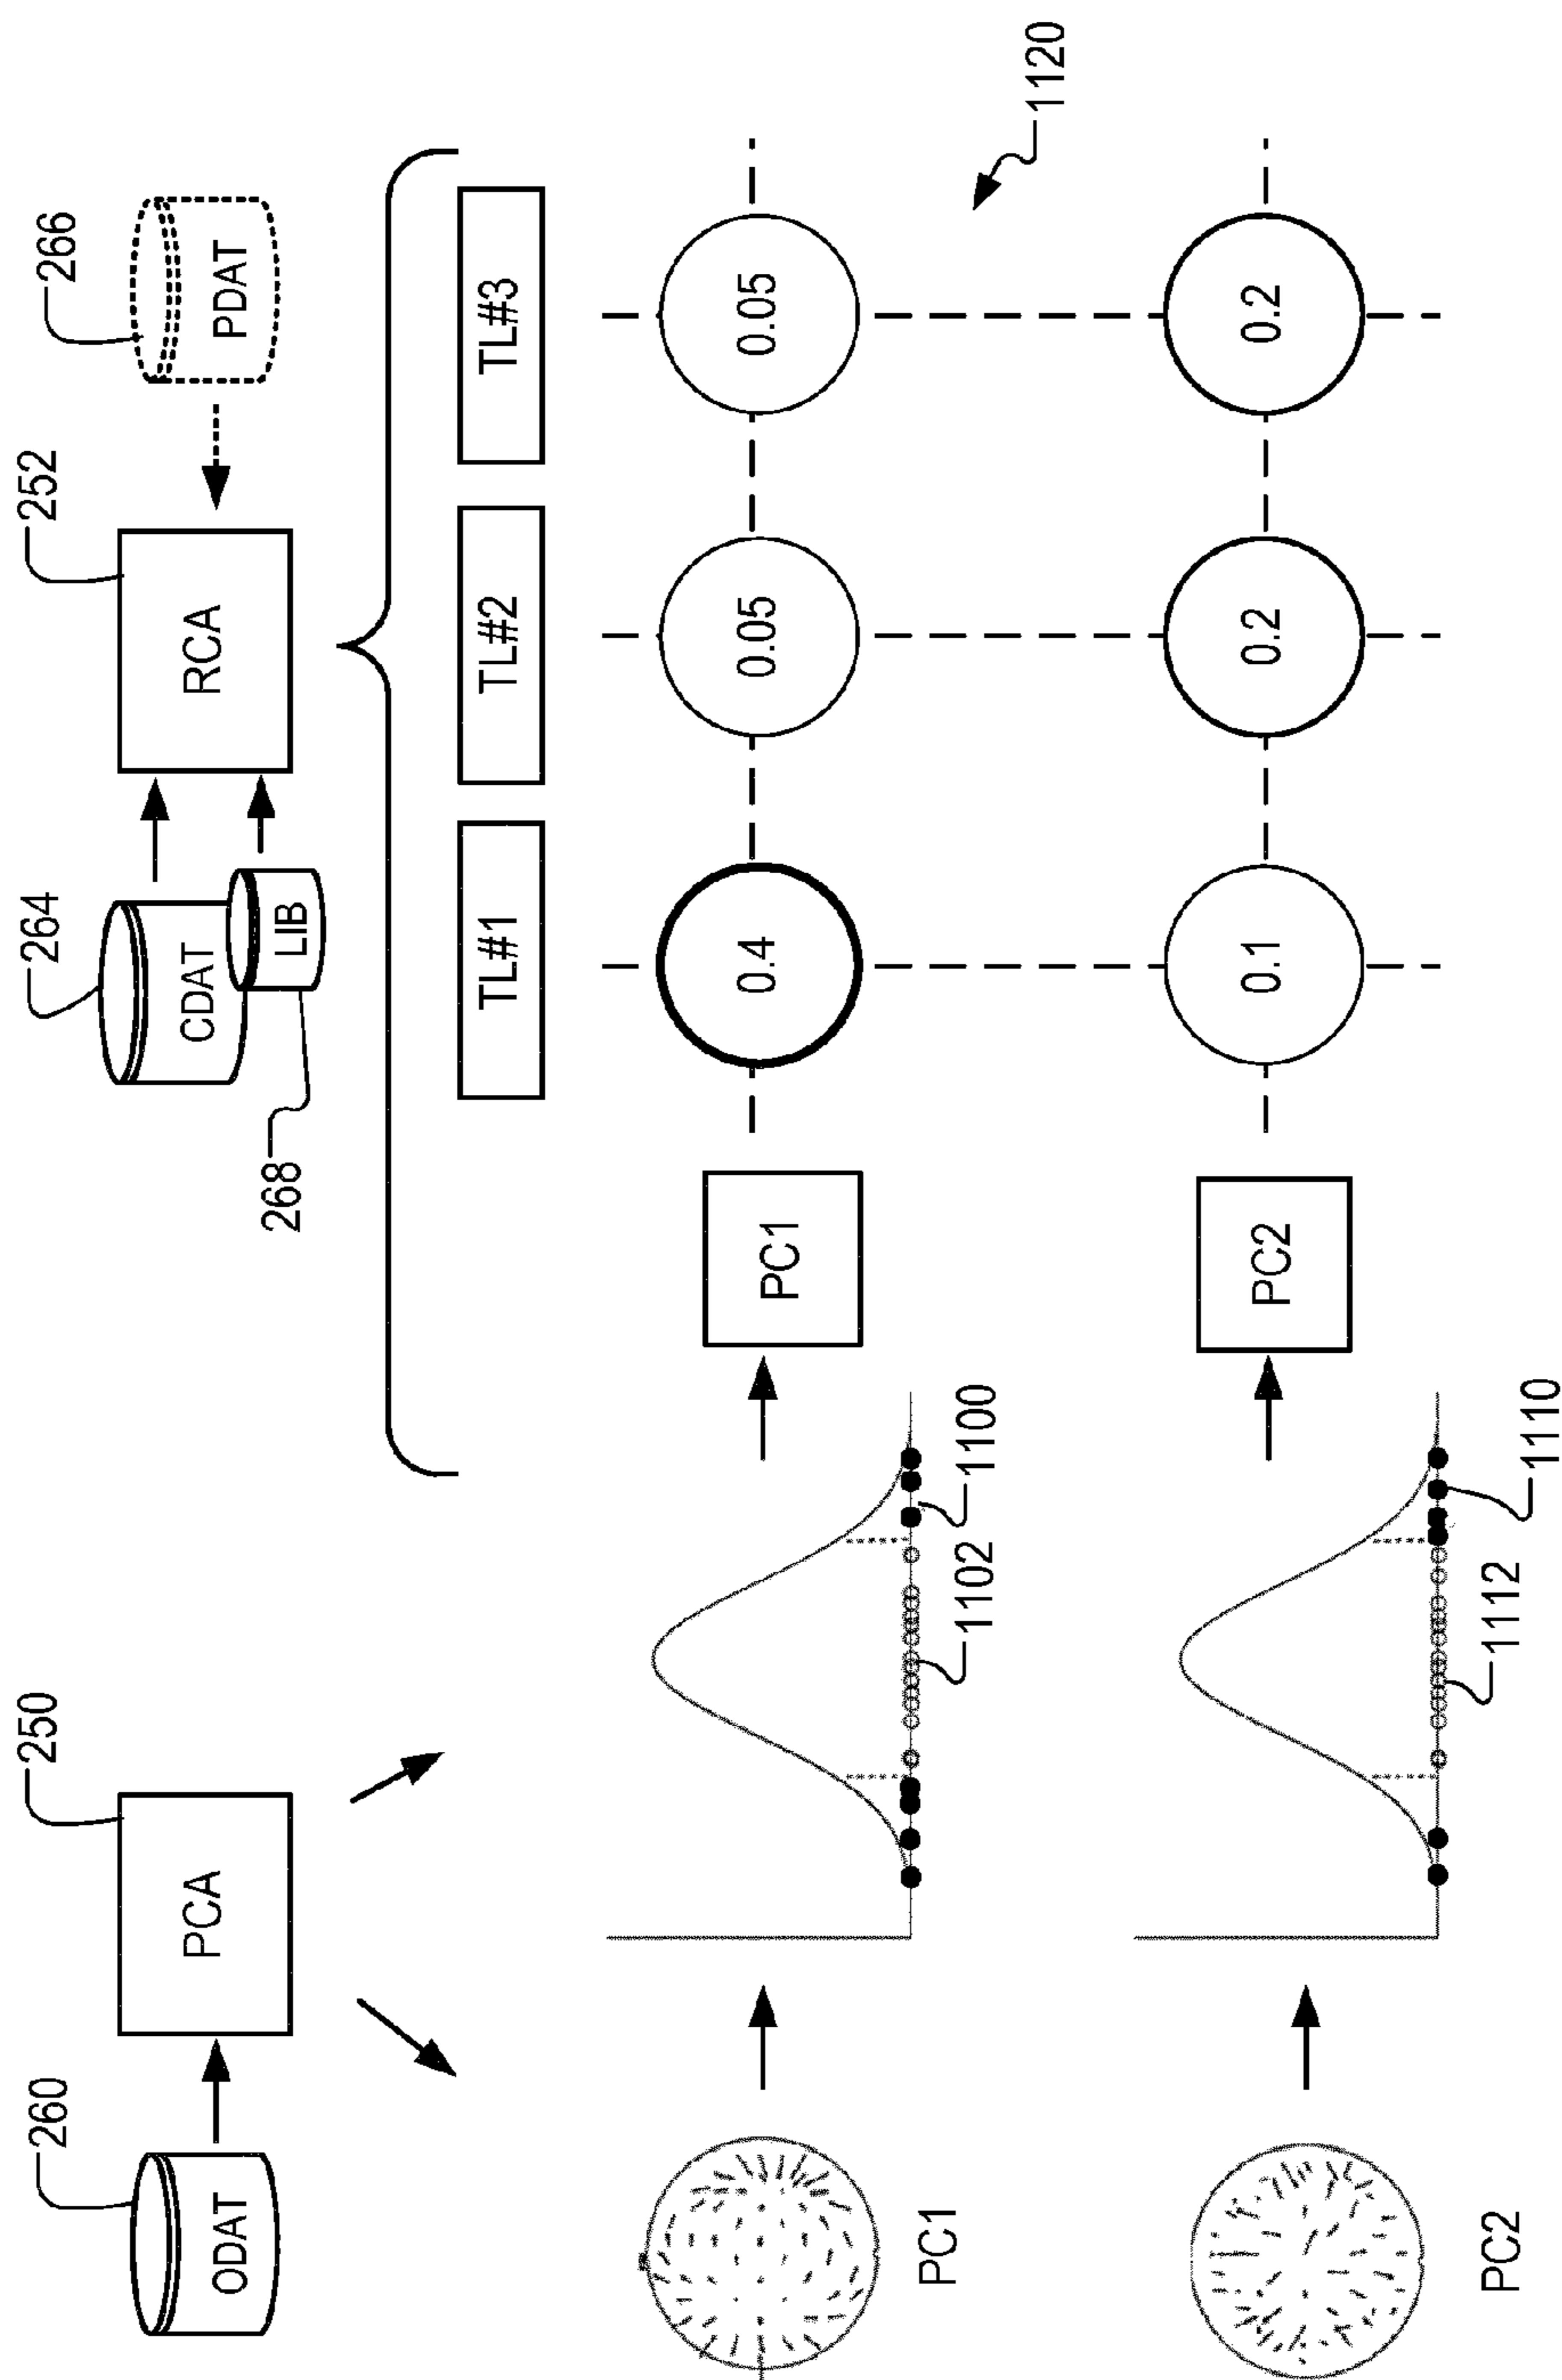 260
250
264
252
266
ODAT
PCA
CDAT
LIB
RCA
PDAT
268
TL#1
TL#2
TL#3
PC1
PC1
0.4
0.05
0.05
1102
1100
1120
PC2
PC2
0.1
0.2
0.2
1112
1110